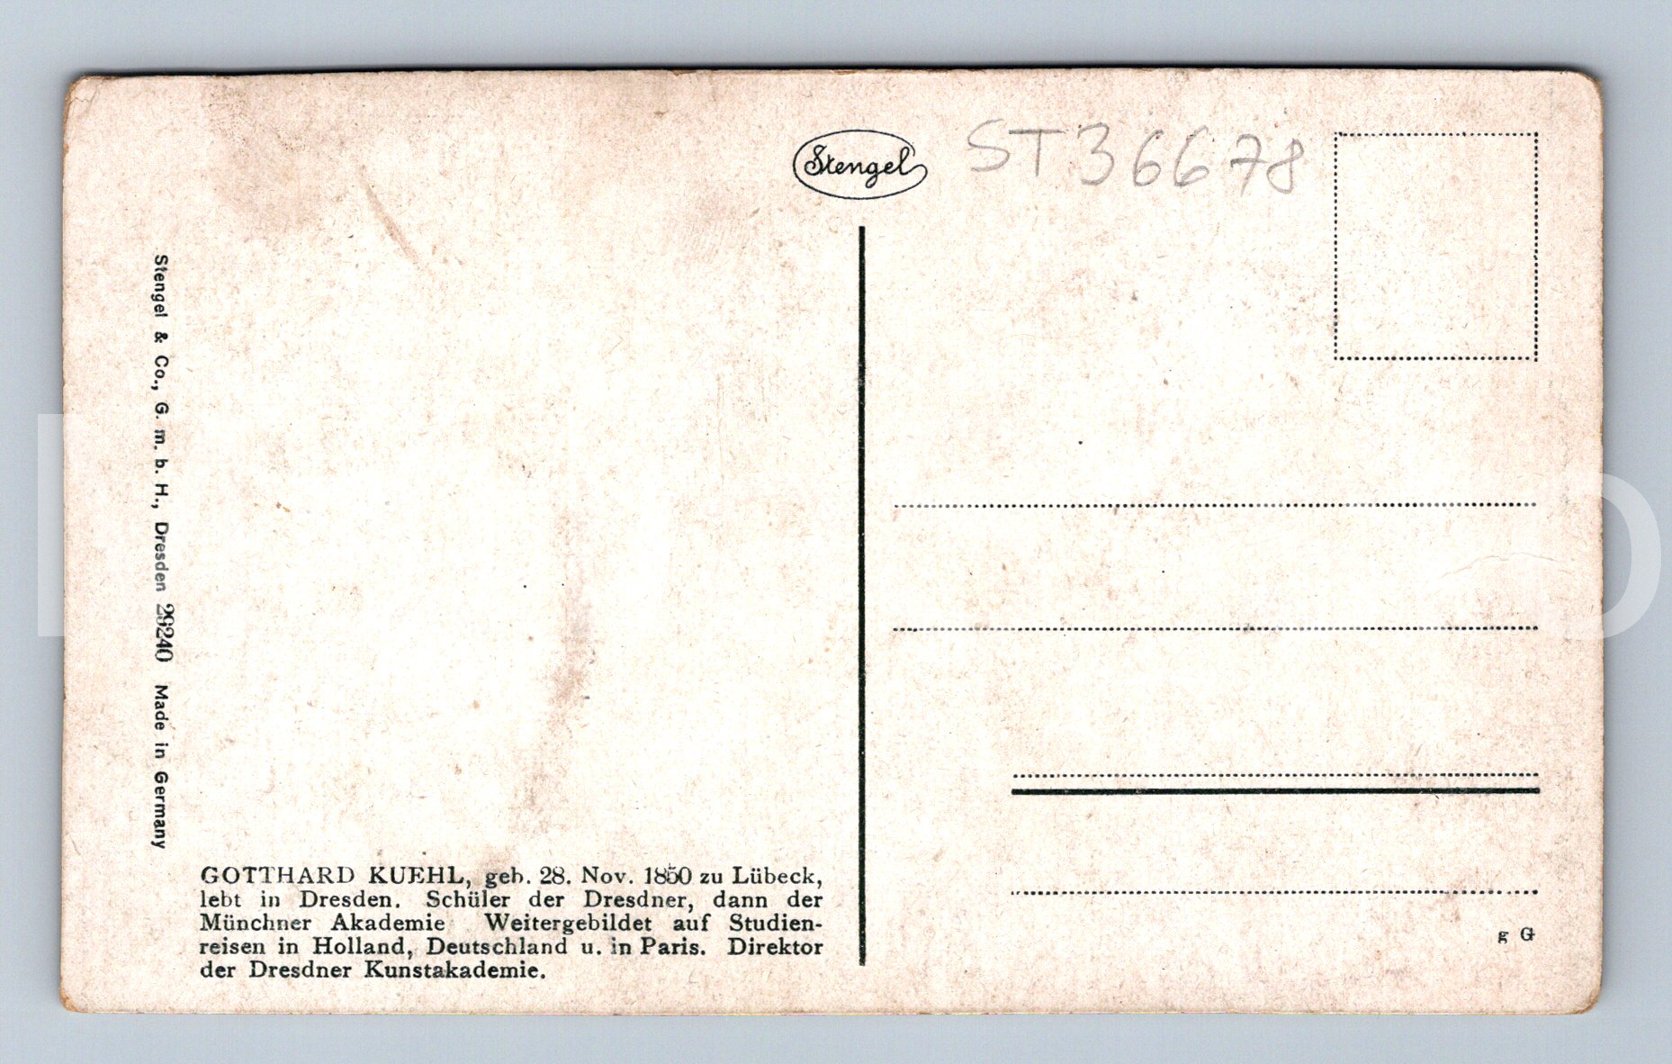 Stengel
ST36678
Stengel & Co., G. m. b. H., Dresden 29240 Made in Germany
GOTTHARD KUEHL, geb. 28. Nov. 1850 zu Lübeck,
lebt in Dresden. Schüler der Dresdner, dann der
Münchner Akademie Weitergebildet auf Studien-
reisen in Holland, Deutschland u. in Paris. Direktor
der Dresdner Kunstakademie.
g G